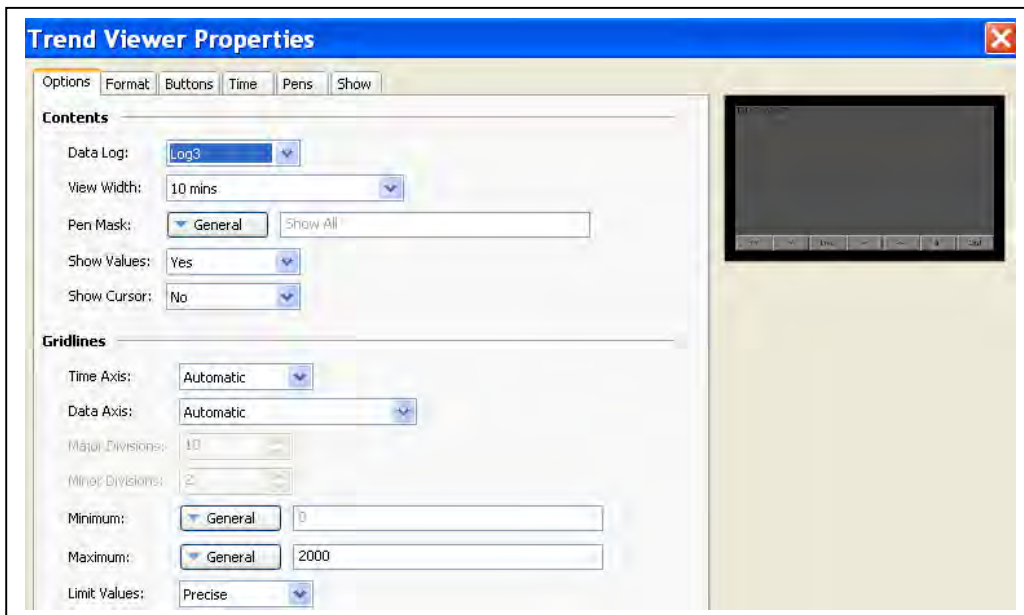 Trend Viewer Properties
Options Format Buttons Time Pens Show
Contents
Data Log: Log3
View Width: 10 mins
Pen Mask: General Show All
Show Values: Yes
Show Cursor: No
Gridlines
Time Axis: Automatic
Data Axis: Automatic
Major Divisions: 10
Minor Divisions: 2
Minimum: General 0
Maximum: General 2000
Limit Values: Precise